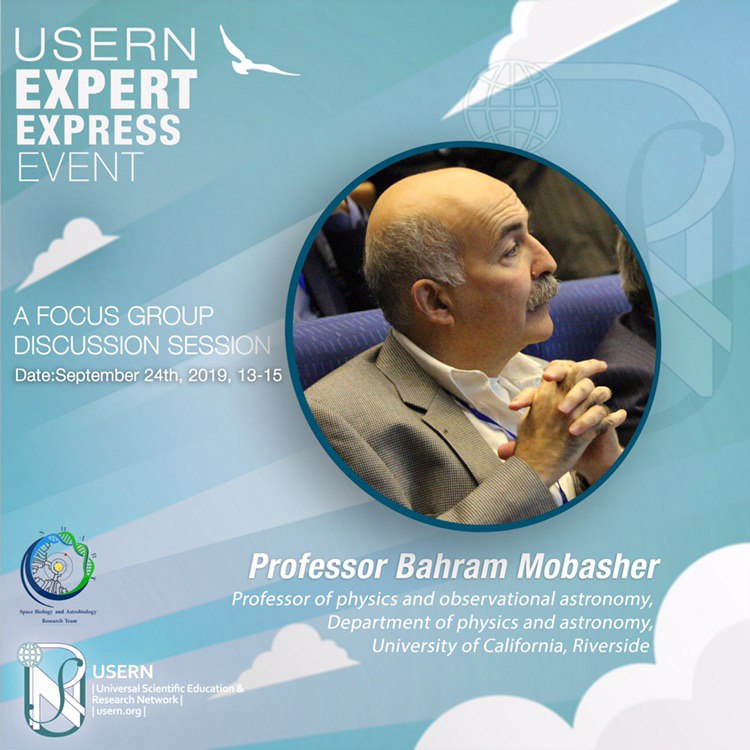 USERN
EXPERT
EXPRESS
EVENT
A FOCUS GROUP
DISCUSSION SESSION
Date:September 24th, 2019, 13-15
Professor Bahram Mobasher
Professor of physics and observational astronomy,
Department of physics and astronomy,
University of California, Riverside
Space Biology and Astrobiology
Research Team
USERN
| Universal Scientific Education &
Research Network |
| usern.org |